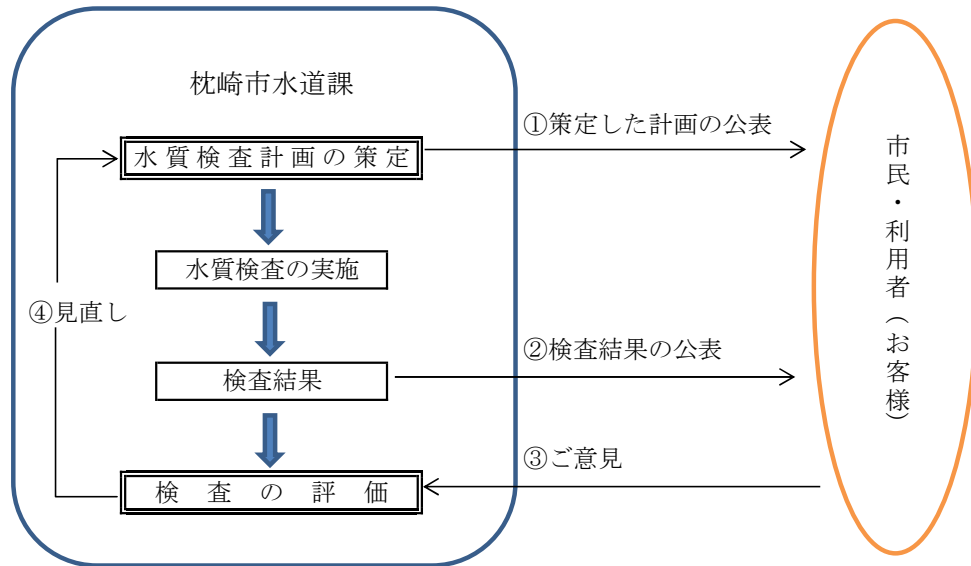 枕崎市水道課
①策定した計画の公表
水質検査計画の策定
市民・利用者（お客様）
水質検査の実施
④見直し
②検査結果の公表
検査結果
③ご意見
検査の評価